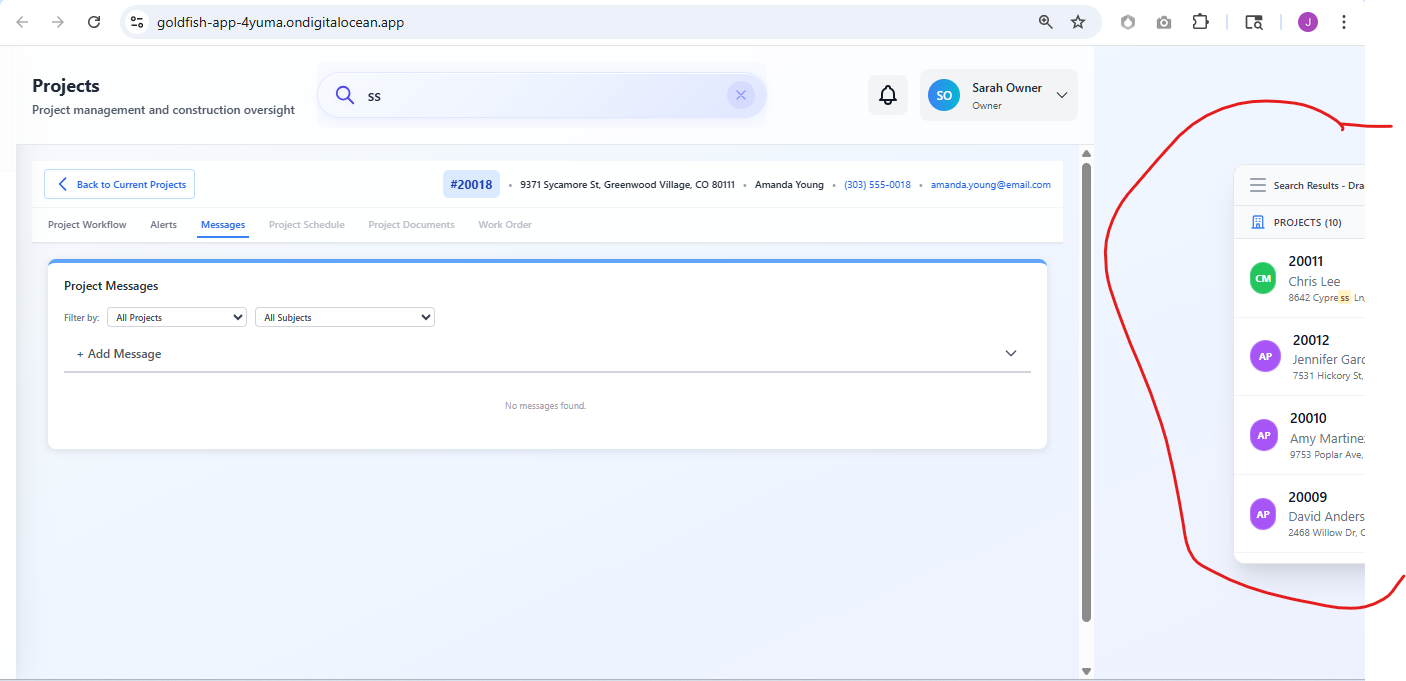 goldfish-app-4yuma.ondigitalocean.app
J
Projects
Project management and construction oversight
ss
SO
Sarah Owner
Owner
Back to Current Projects
#20018 • 9371 Sycamore St, Greenwood Village, CO 80111 • Amanda Young • (303) 555-0018 • amanda.young@email.com
Project Workflow Alerts Messages Project Schedule Project Documents Work Order
Project Messages
Filter by: All Projects All Subjects
+ Add Message
No messages found.
Search Results - Dra
PROJECTS (10)
CM
20011
Chris Lee
8642 Cypress Ln,
AP
20012
Jennifer Garc
7531 Hickory St,
AP
20010
Amy Martinez
9753 Poplar Ave,
AP
20009
David Anders
2468 Willow Dr, C